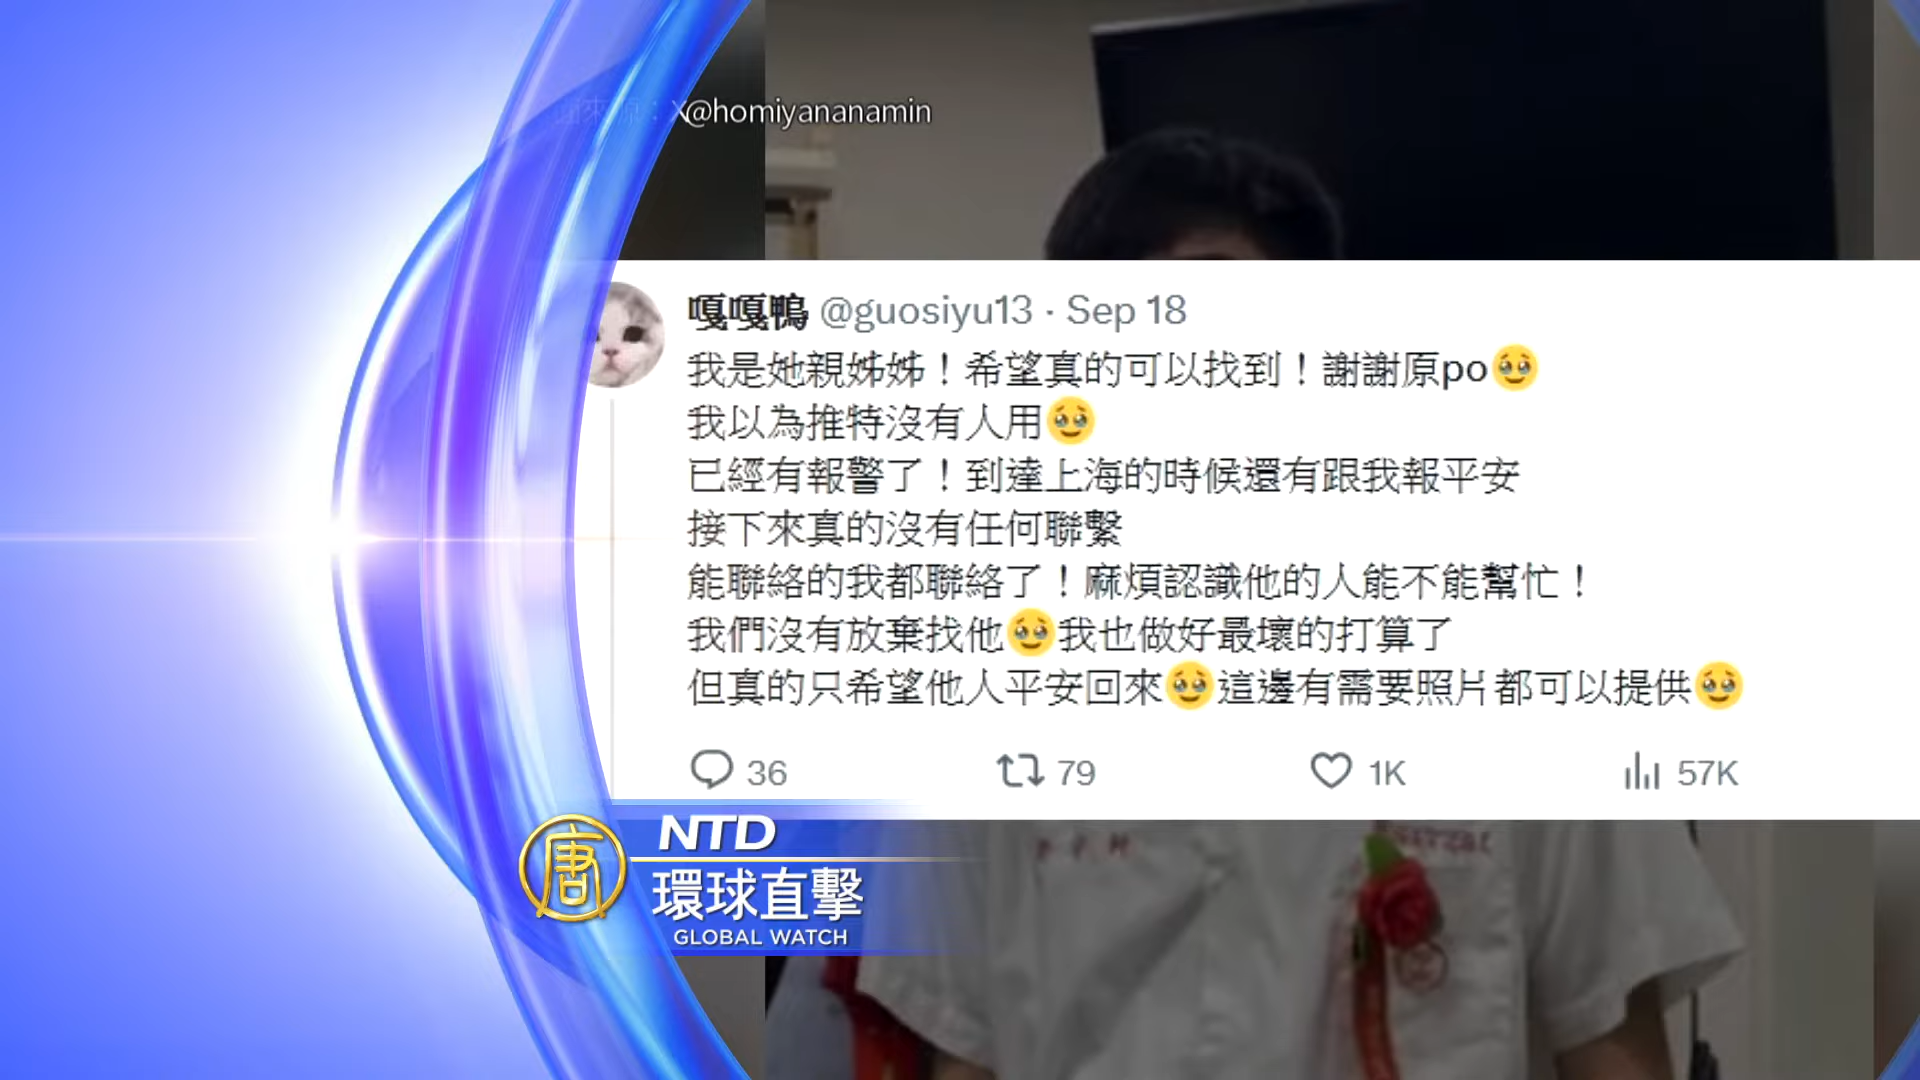 X@homiyananamin
嘎嘎鴨 @guosiyu13 · Sep 18
我是她親姊姊！希望真的可以找到！謝謝原po🥹
我以為推特沒有人用🥹
已經有報警了！到達上海的時候還有跟我報平安
接下來真的沒有任何聯繫
能聯絡的我都聯絡了！麻煩認識他的人能不能幫忙！
我們沒有放棄找他🥹我也做好最壞的打算了
但真的只希望他人平安回來🥹這邊有需要照片都可以提供🥹
36 79 1K 57K
唐
NTD
環球直擊
GLOBAL WATCH